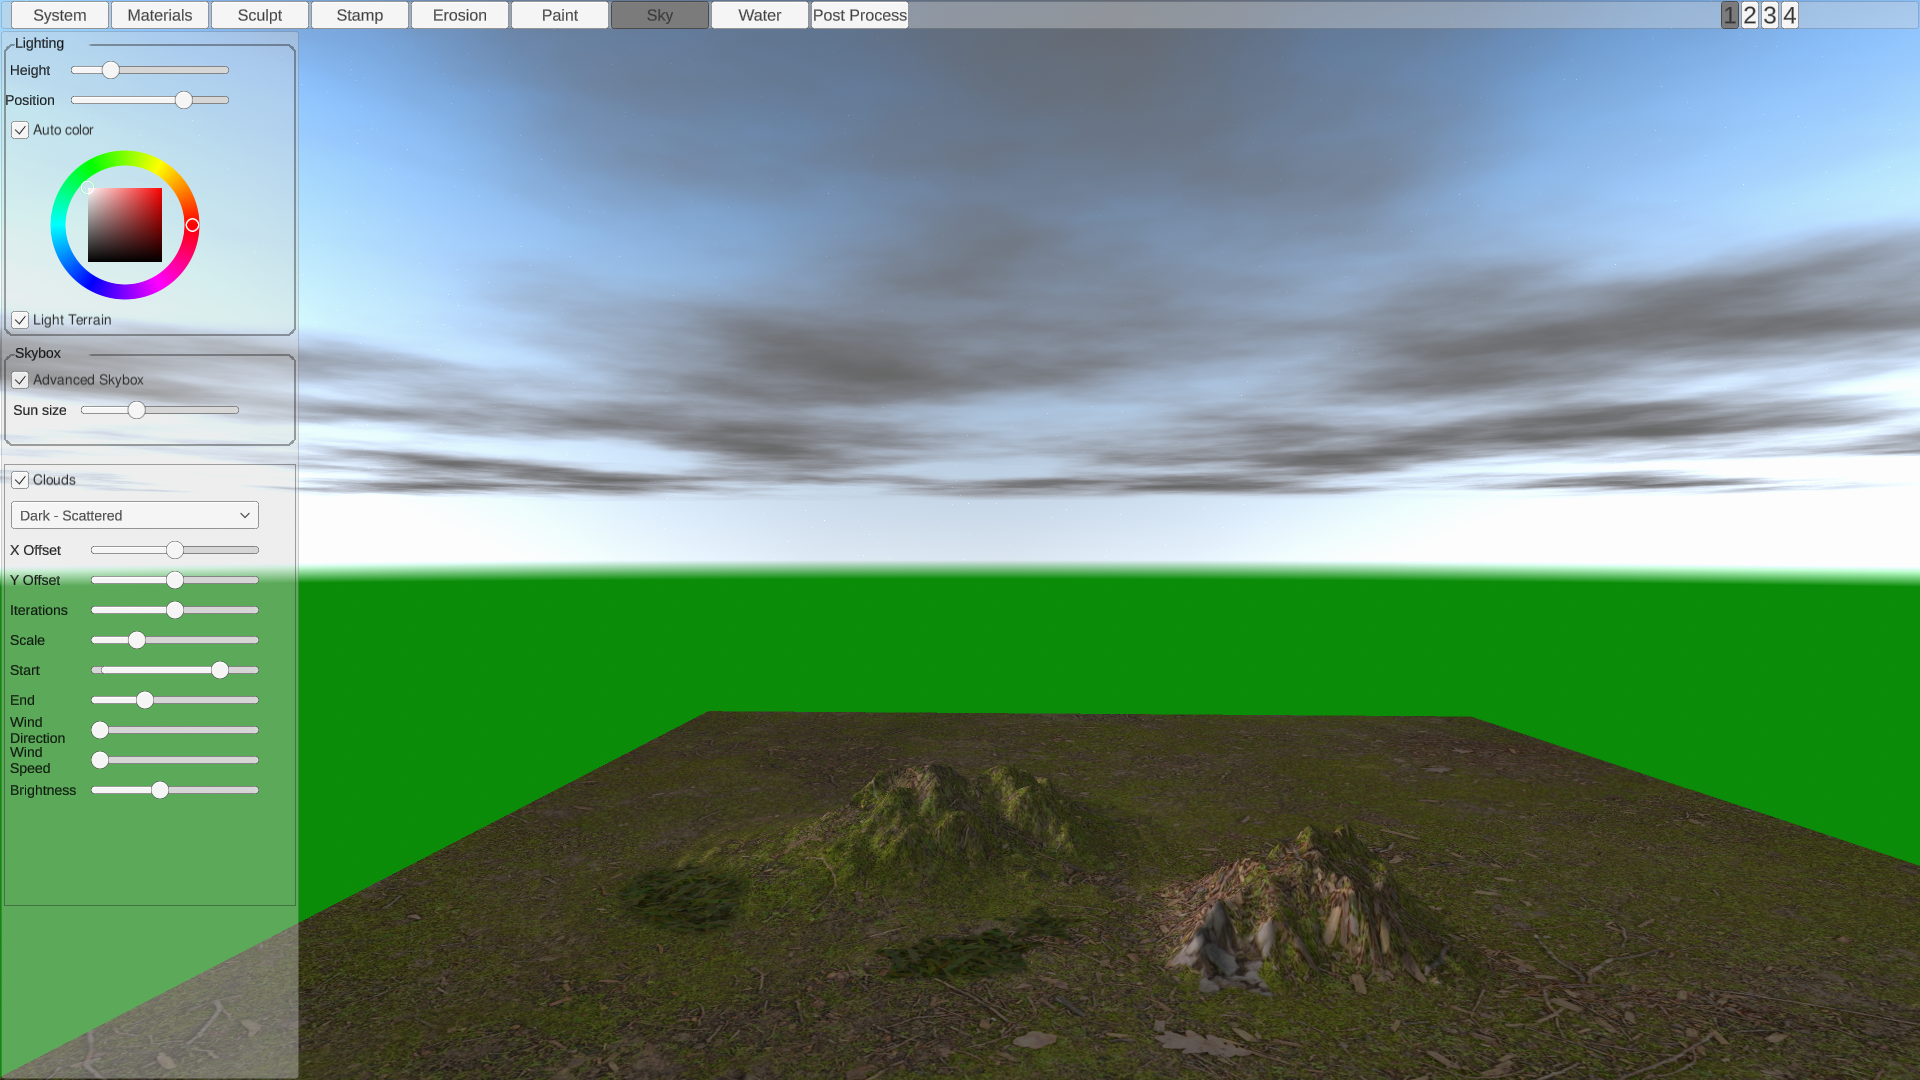 System Materials Sculpt Stamp Erosion Paint Sky Water Post Process 1 2 3 4
Lighting
Height
Position
Auto color
Light Terrain
Skybox
Advanced Skybox
Sun size
Clouds
Dark - Scattered
X Offset
Y Offset
Iterations
Scale
Start
End
Wind
Direction
Wind
Speed
Brightness